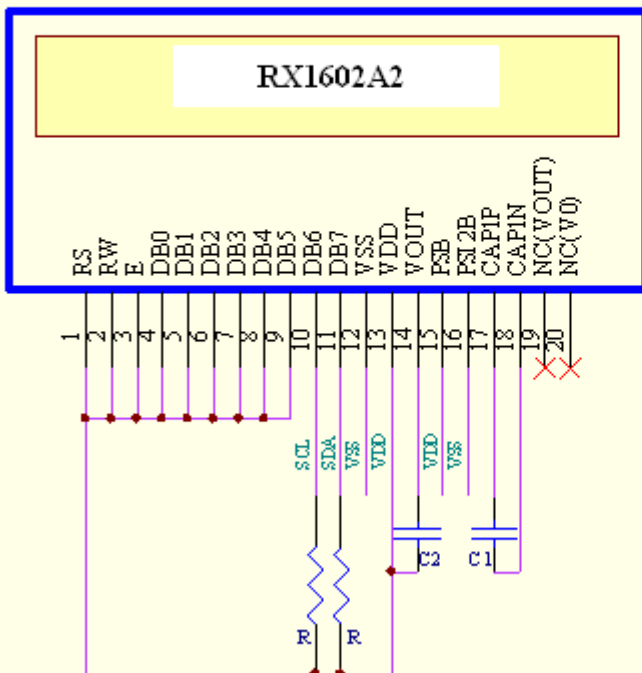 RX1602A2
RS
RW
E
DB0
DB1
DB2
DB3
DB4
DB5
DB6
DB7
VSS
VDD
VOUT
PSB
PSI2B
CAP1P
CAP1N
NC(VOUT)
NC(V0)
1
2
3
4
5
6
7
8
9
10
11
12
13
14
15
16
17
18
19
20
SCL
SDA
VSS
VDD
VDD
VSS
C2
C1
R
R